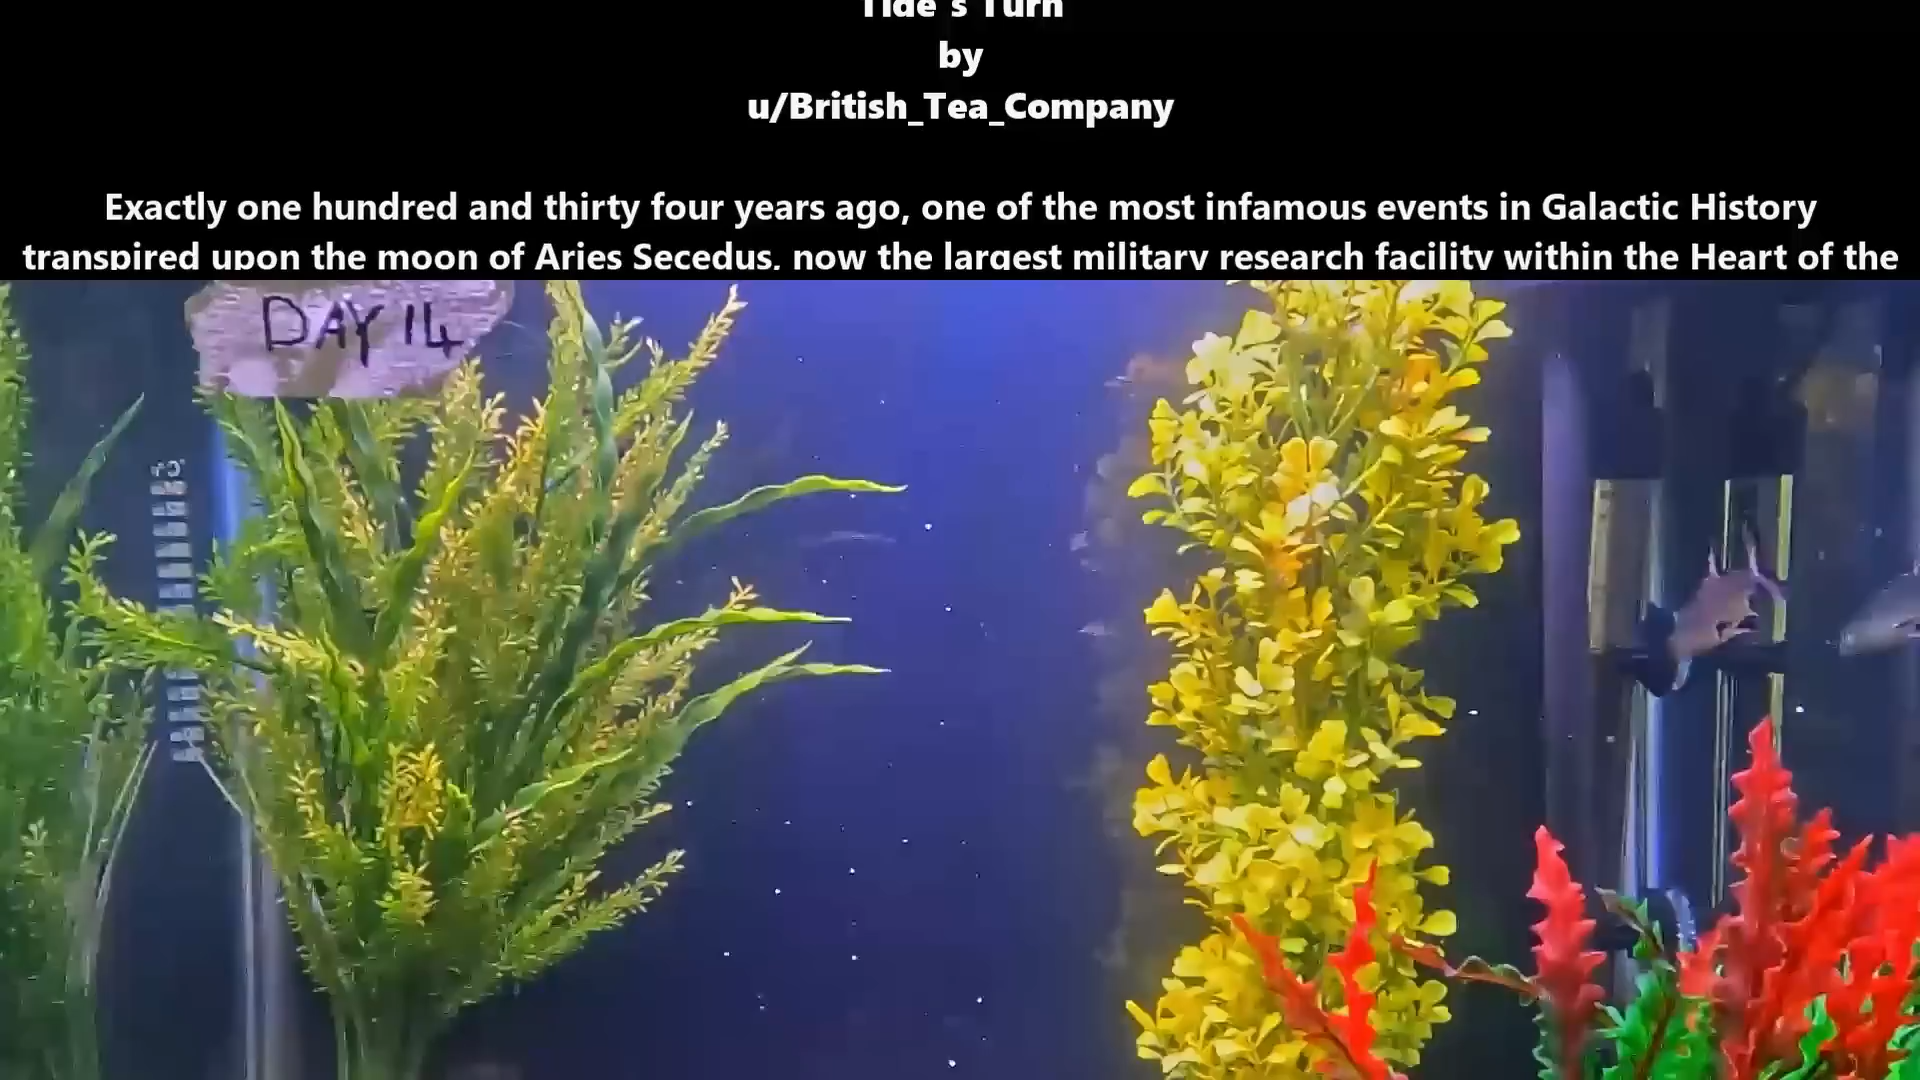 Tide's Turn
by
u/British_Tea_Company
Exactly one hundred and thirty four years ago, one of the most infamous events in Galactic History
transpired upon the moon of Aries Secedus, now the largest military research facility within the Heart of the
DAY 14